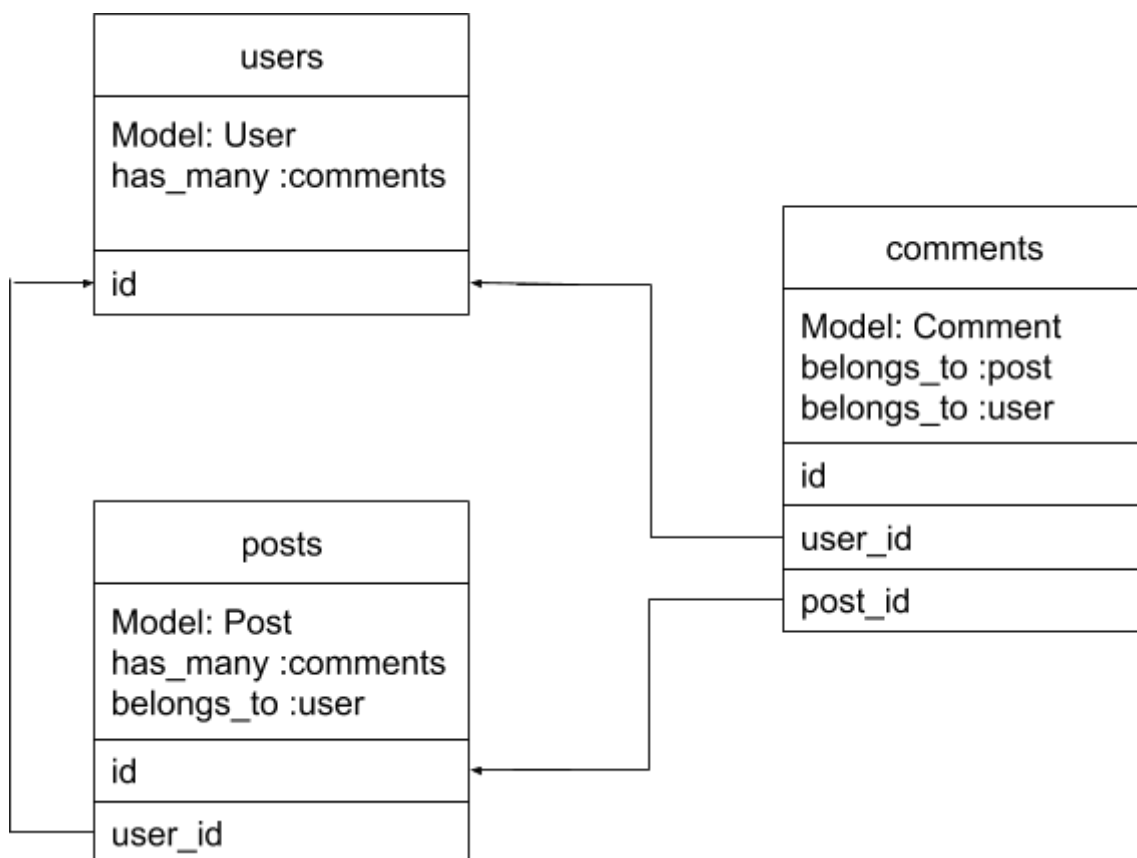 users
Model: User
has_many :comments
id
comments
Model: Comment
belongs_to :post
belongs_to :user
id
user_id
post_id
posts
Model: Post
has_many :comments
belongs_to :user
id
user_id